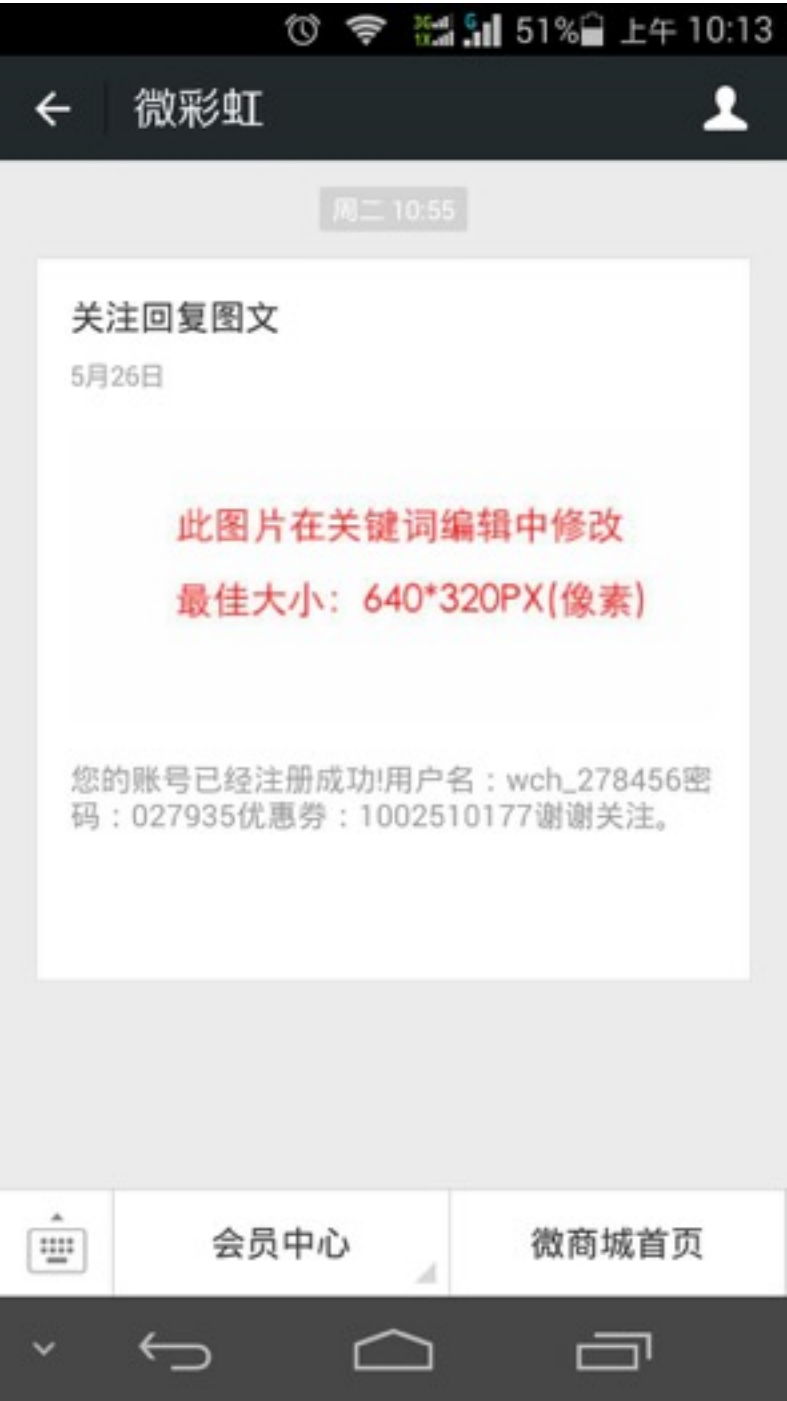 51% 上午 10:13
微彩虹
周二 10:55
关注回复图文
5月26日
此图片在关键词编辑中修改
最佳大小：640*320PX(像素)
您的账号已经注册成功!用户名：wch_278456密
码：027935优惠劵：1002510177谢谢关注。
会员中心
微商城首页